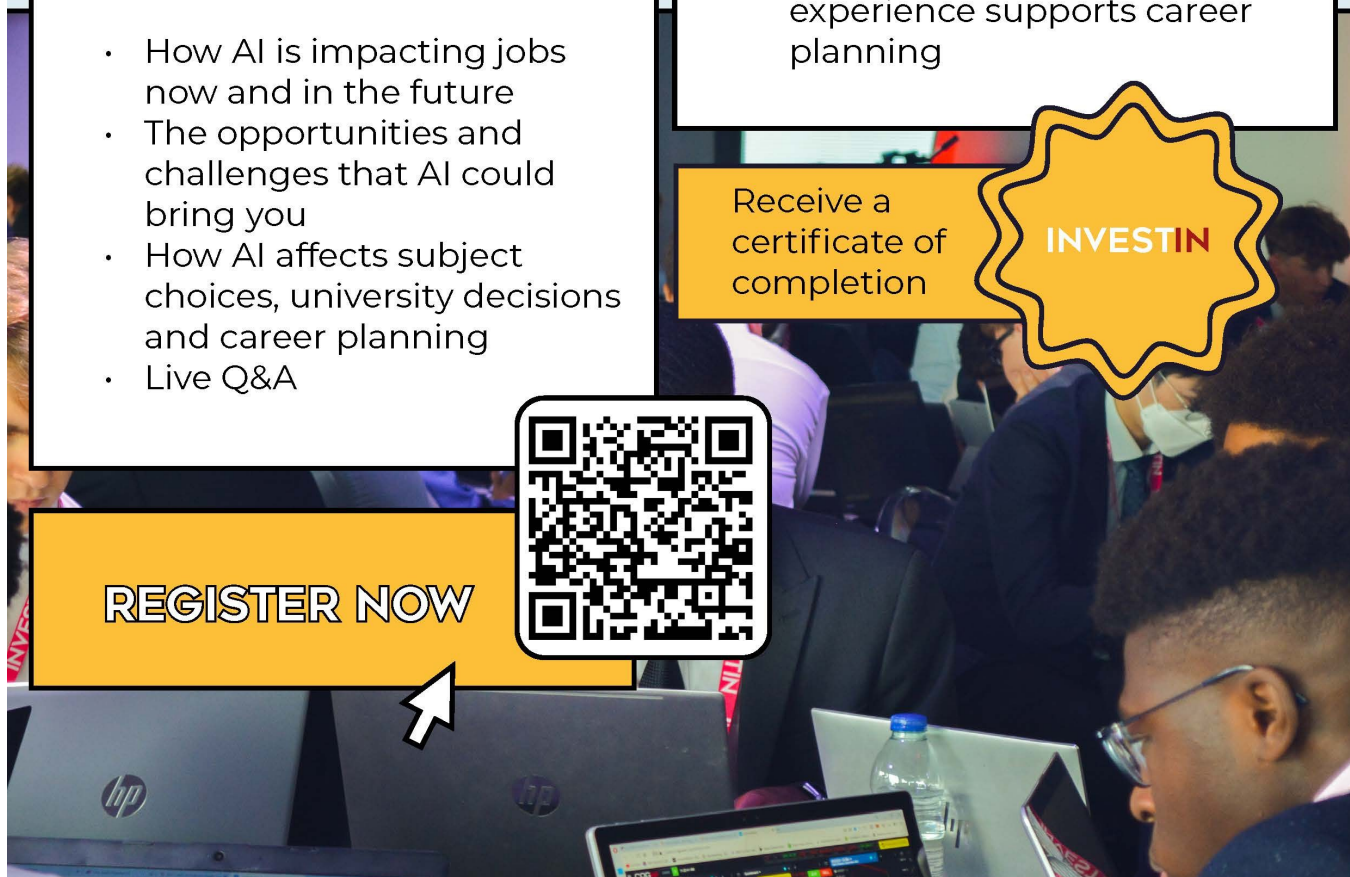 How AI is impacting jobs
now and in the future
The opportunities and
challenges that AI could
bring you
How AI affects subject
choices, university decisions
and career planning
Live Q&A
experience supports career
planning
Receive a
certificate of
completion
INVESTIN
REGISTER NOW
hp
hp